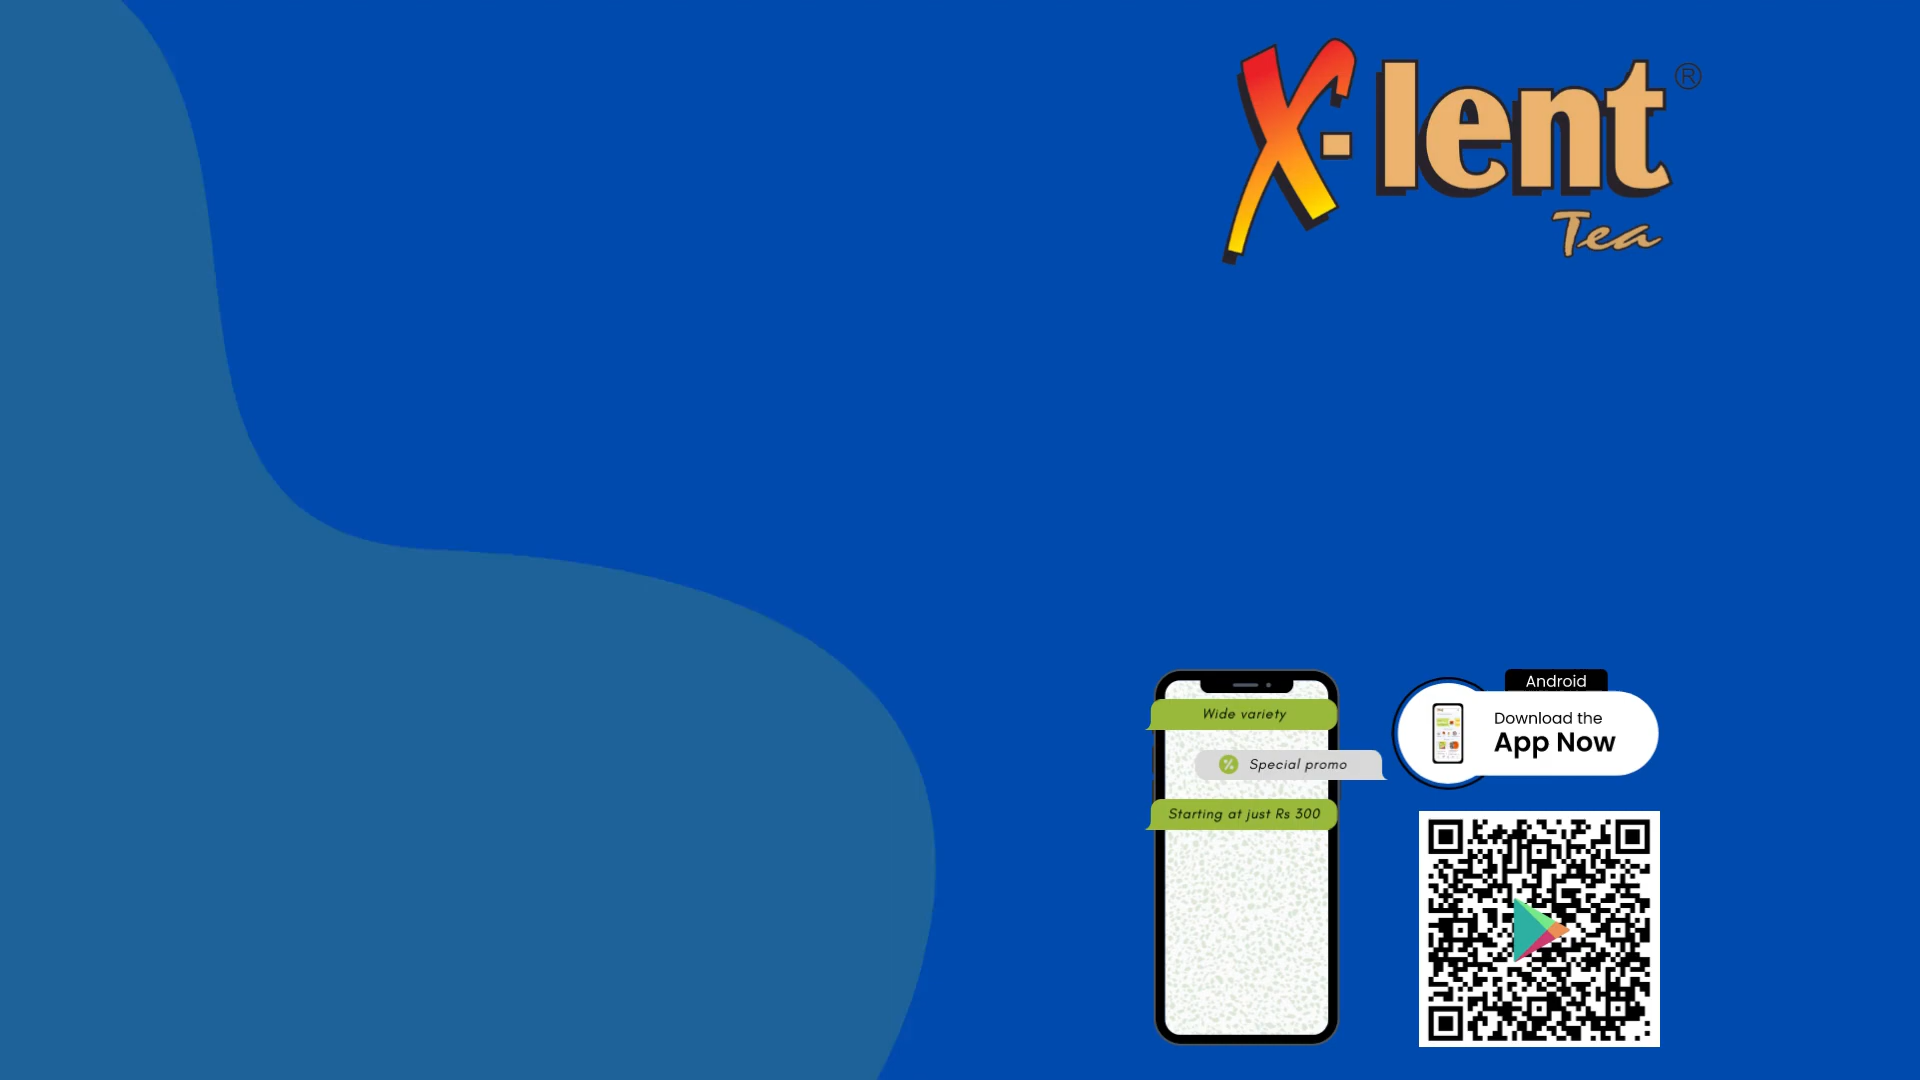 X-lent ®
Tea
Wide variety
Special promo
Starting at just Rs 300
Android
Download the
App Now